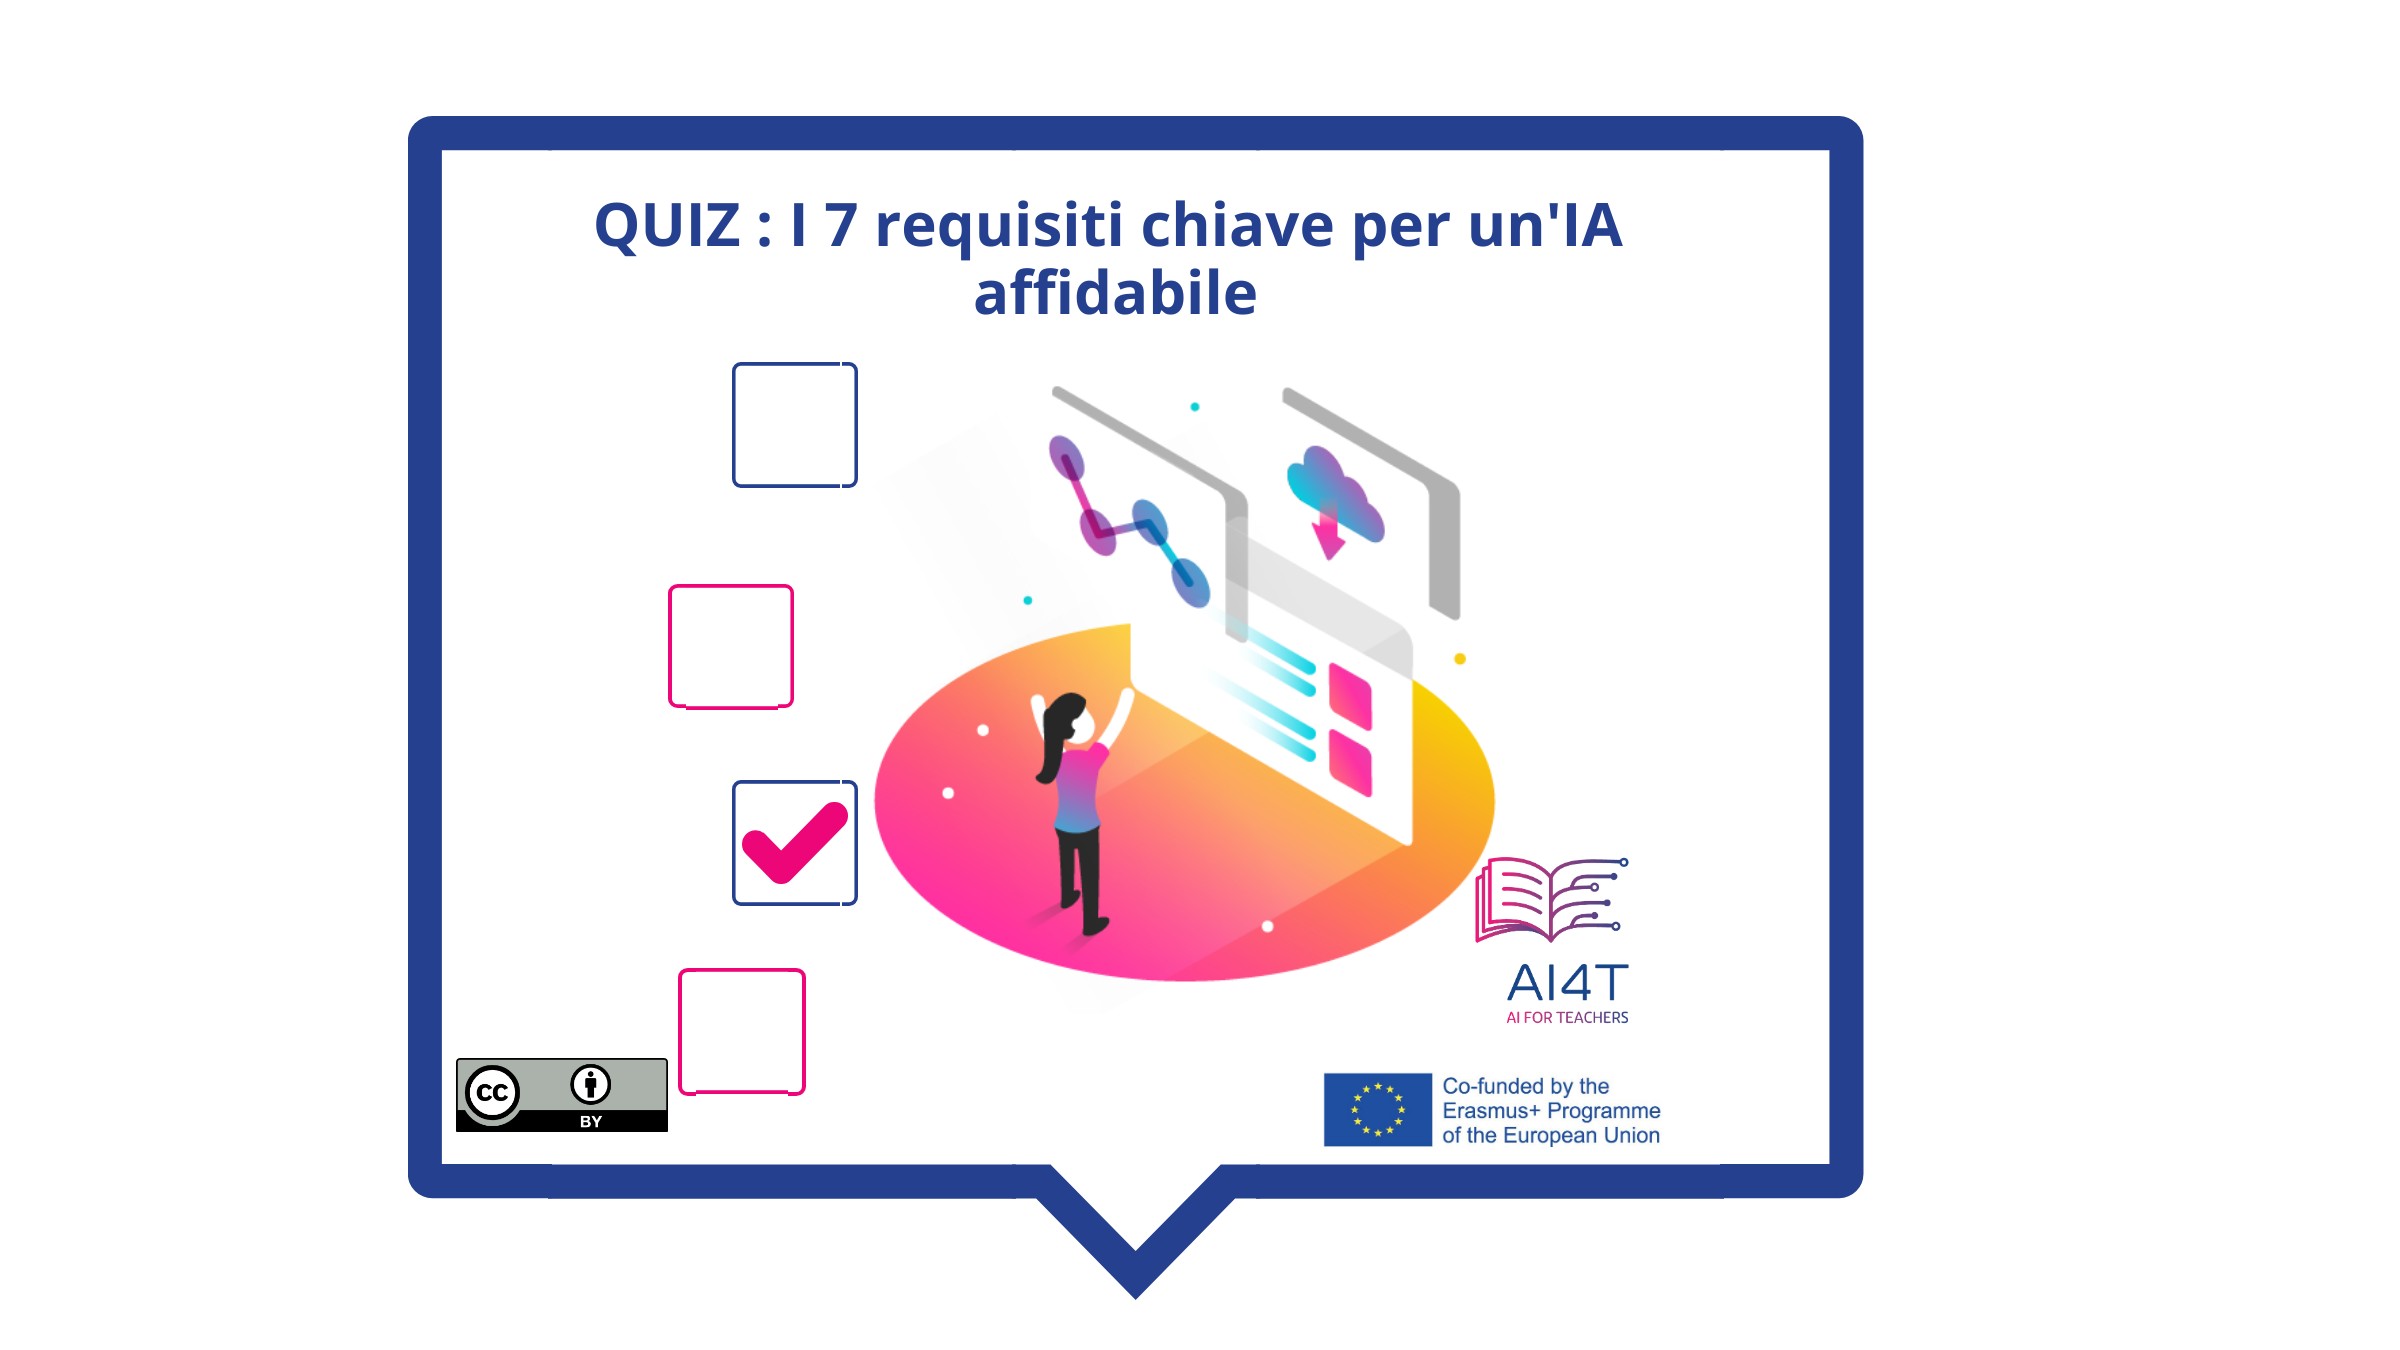 QUIZ : I 7 requisiti chiave per un'IA
affidabile
AI4T
AI FOR TEACHERS
CC
BY
Co-funded by the
Erasmus+ Programme
of the European Union